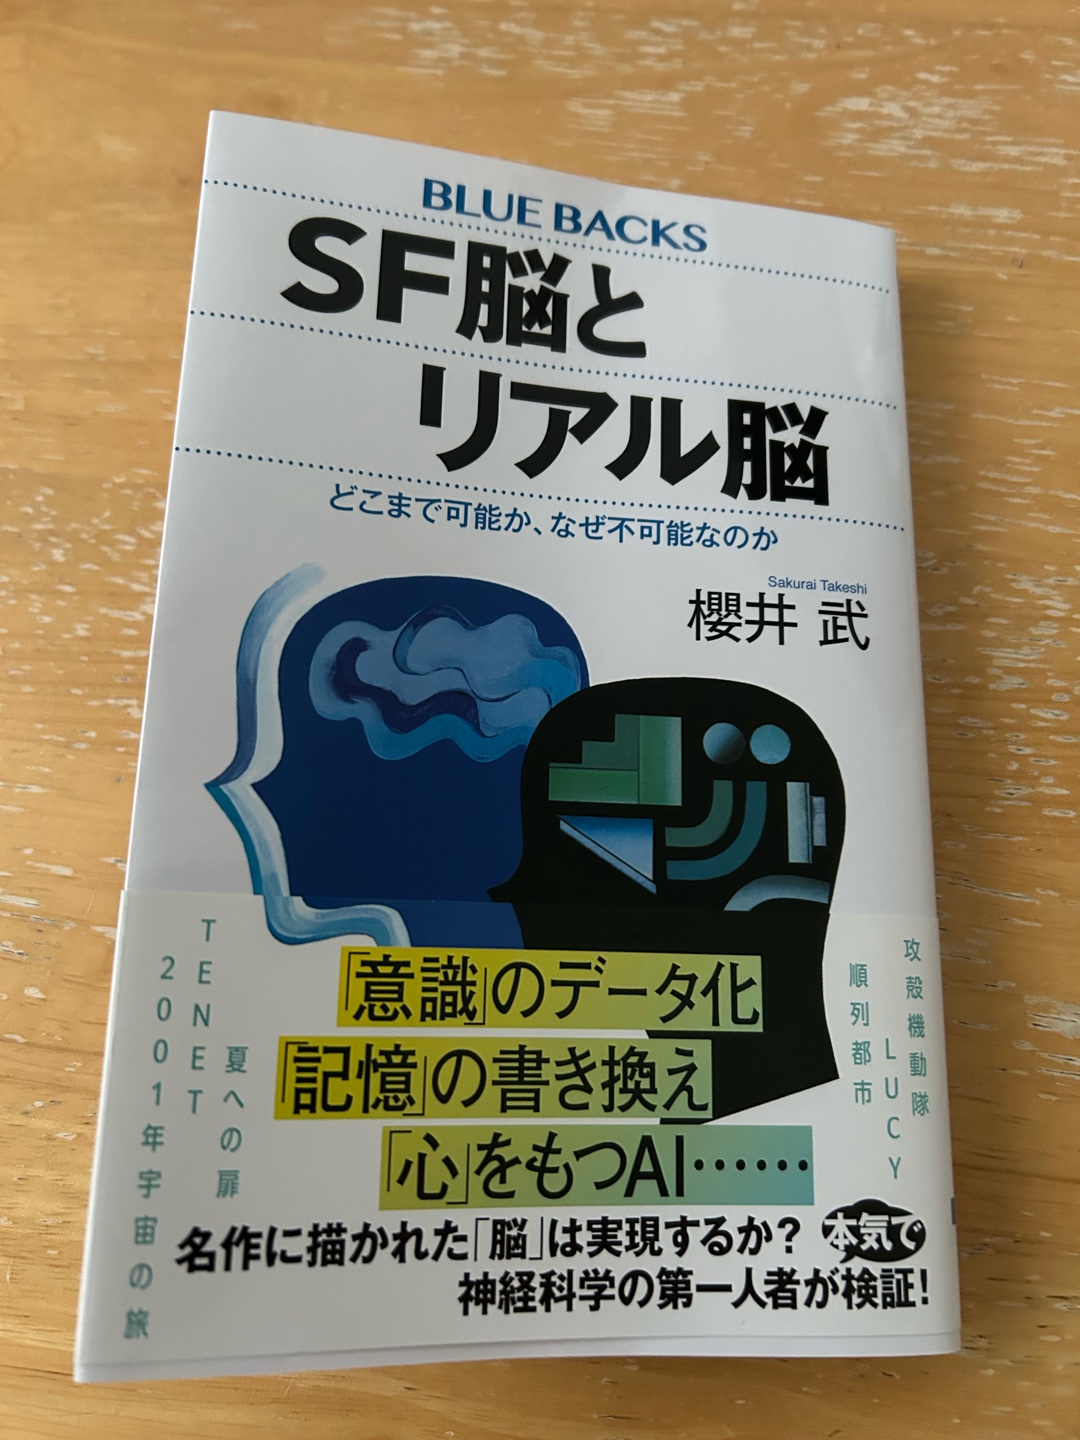 BLUE BACKS
SF脳と
リアル脳
どこまで可能か、なぜ不可能なのか
Sakurai Takeshi
櫻井 武
「意識」のデータ化
「記憶」の書き換え
「心」をもつAI……
攻殻機動隊
LUCY
順列都市
夏への扉
TENET
2001年宇宙の旅
名作に描かれた「脳」は実現するか? 本気で
神経科学の第一人者が検証!